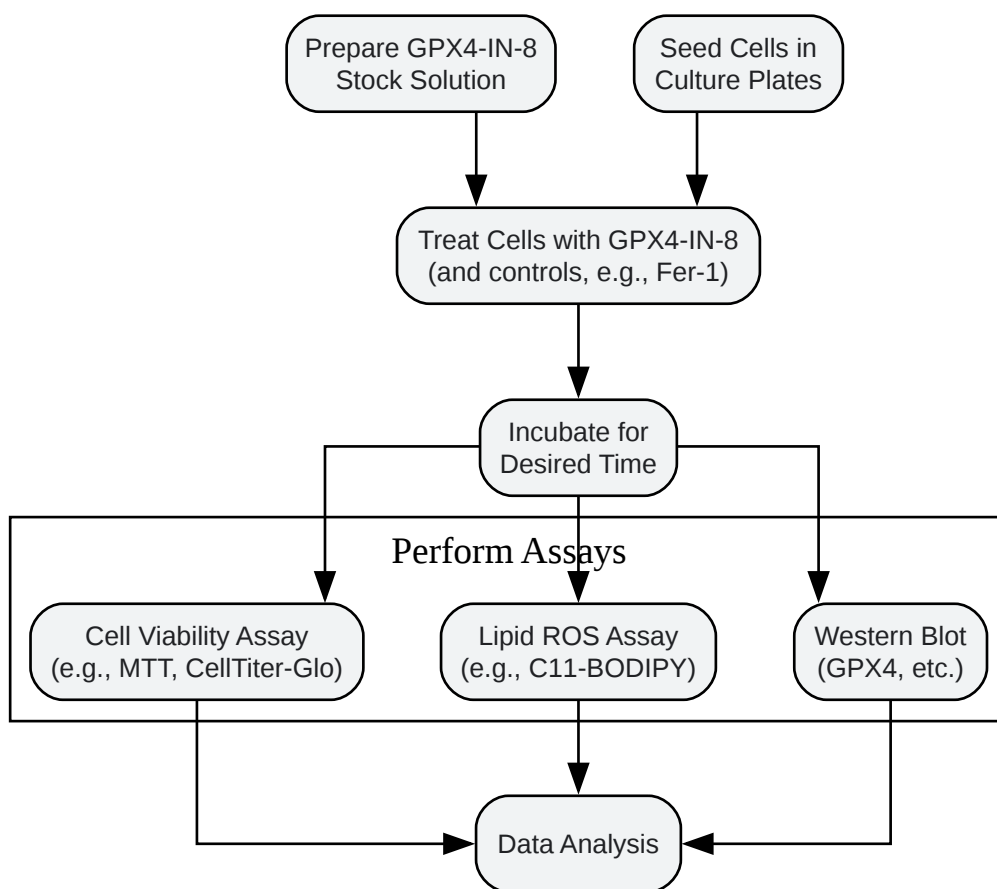 Prepare GPX4-IN-8
Stock Solution
Seed Cells in
Culture Plates
Treat Cells with GPX4-IN-8
(and controls, e.g., Fer-1)
Incubate for
Desired Time
Perform Assays
Cell Viability Assay
(e.g., MTT, CellTiter-Glo)
Lipid ROS Assay
(e.g., C11-BODIPY)
Western Blot
(GPX4, etc.)
Data Analysis